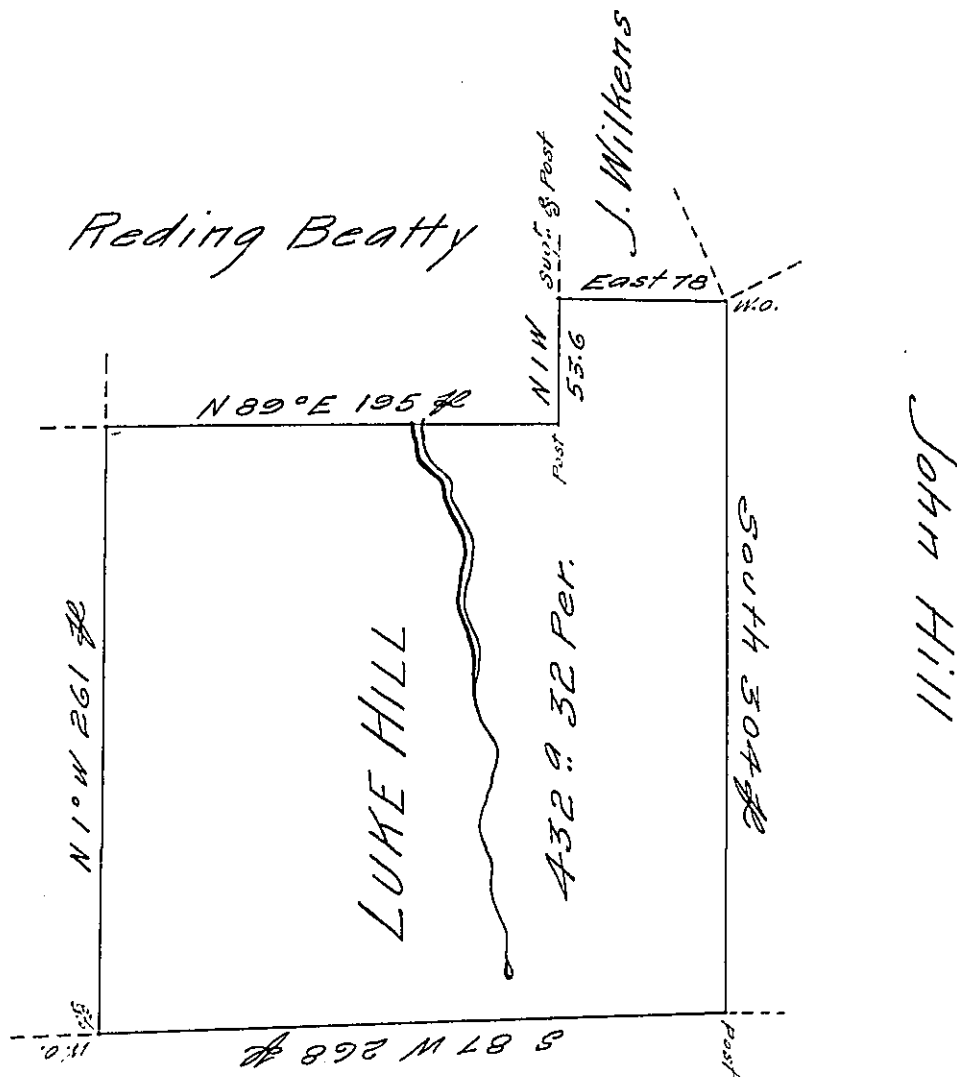 J. Wilkens
Reding Beatty
Post
East 78
W.O.
N 1 W
53.6
N 89° E 195
Post
John Hill
South 304
N 1° W 261
LUKE HILL
432 a 32 Per.
W.O.
S 87 W 268
Post